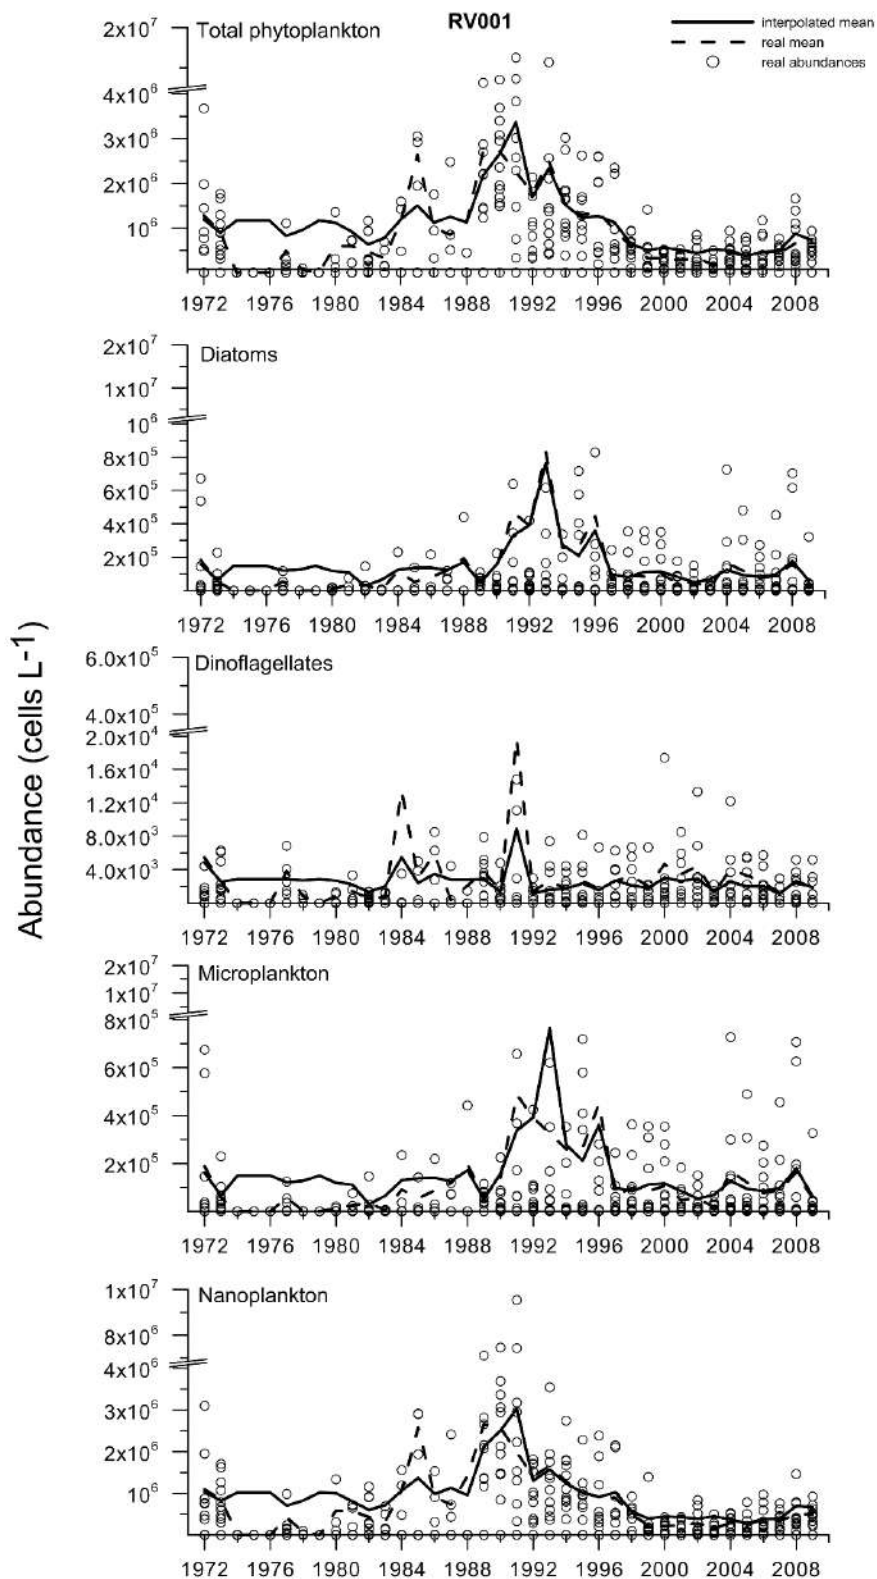 RV001
interpolated mean
real mean
real abundances
Abundance (cells L-1)
Total phytoplankton
2x10⁷
4x10⁶
3x10⁶
2x10⁶
10⁶
1972 1976 1980 1984 1988 1992 1996 2000 2004 2008
Diatoms
2x10⁷
1x10⁷
10⁶
8x10⁵
6x10⁵
4x10⁵
2x10⁵
1972 1976 1980 1984 1988 1992 1996 2000 2004 2008
Dinoflagellates
6.0x10⁵
4.0x10⁵
2.0x10⁴
1.6x10⁴
1.2x10⁴
8.0x10³
4.0x10³
1972 1976 1980 1984 1988 1992 1996 2000 2004 2008
Microplankton
2x10⁷
1x10⁷
8x10⁵
6x10⁵
4x10⁵
2x10⁵
1972 1976 1980 1984 1988 1992 1996 2000 2004 2008
Nanoplankton
1x10⁷
8x10⁶
4x10⁶
3x10⁶
2x10⁶
10⁶
1972 1976 1980 1984 1988 1992 1996 2000 2004 2008